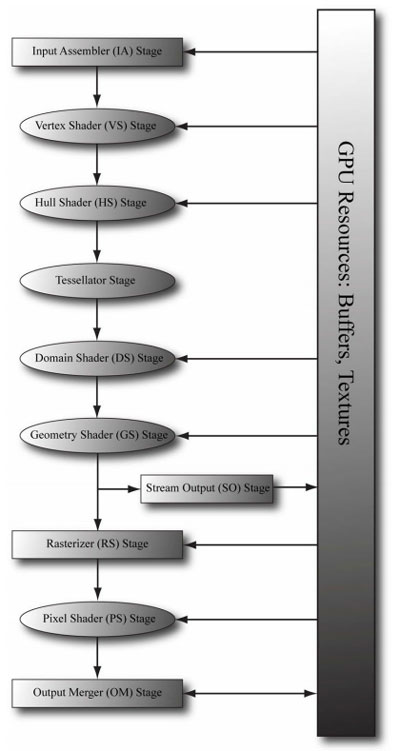 Input Assembler (IA) Stage
Vertex Shader (VS) Stage
Hull Shader (HS) Stage
Tessellator Stage
Domain Shader (DS) Stage
Geometry Shader (GS) Stage
Stream Output (SO) Stage
Rasterizer (RS) Stage
Pixel Shader (PS) Stage
Output Merger (OM) Stage
GPU Resources: Buffers, Textures